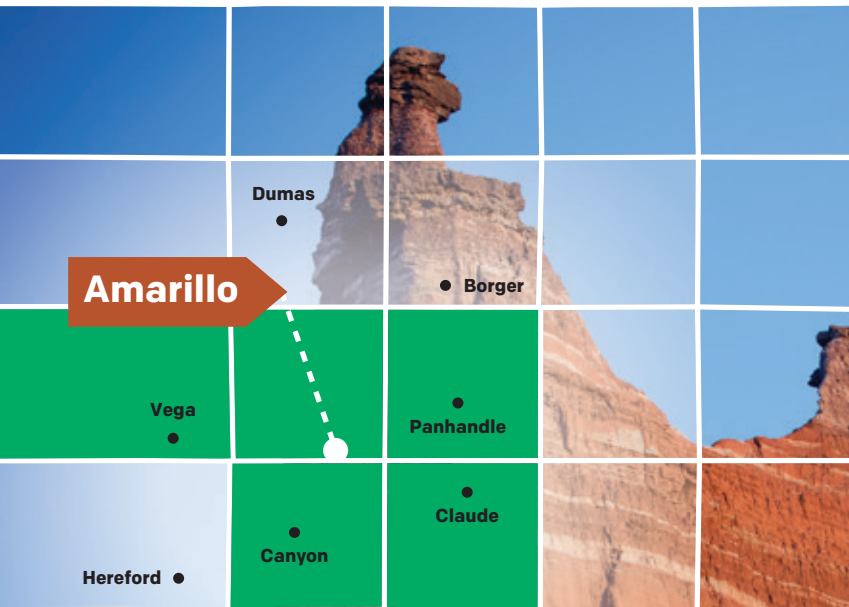 Dumas
Amarillo
Borger
Vega
Panhandle
Claude
Canyon
Hereford